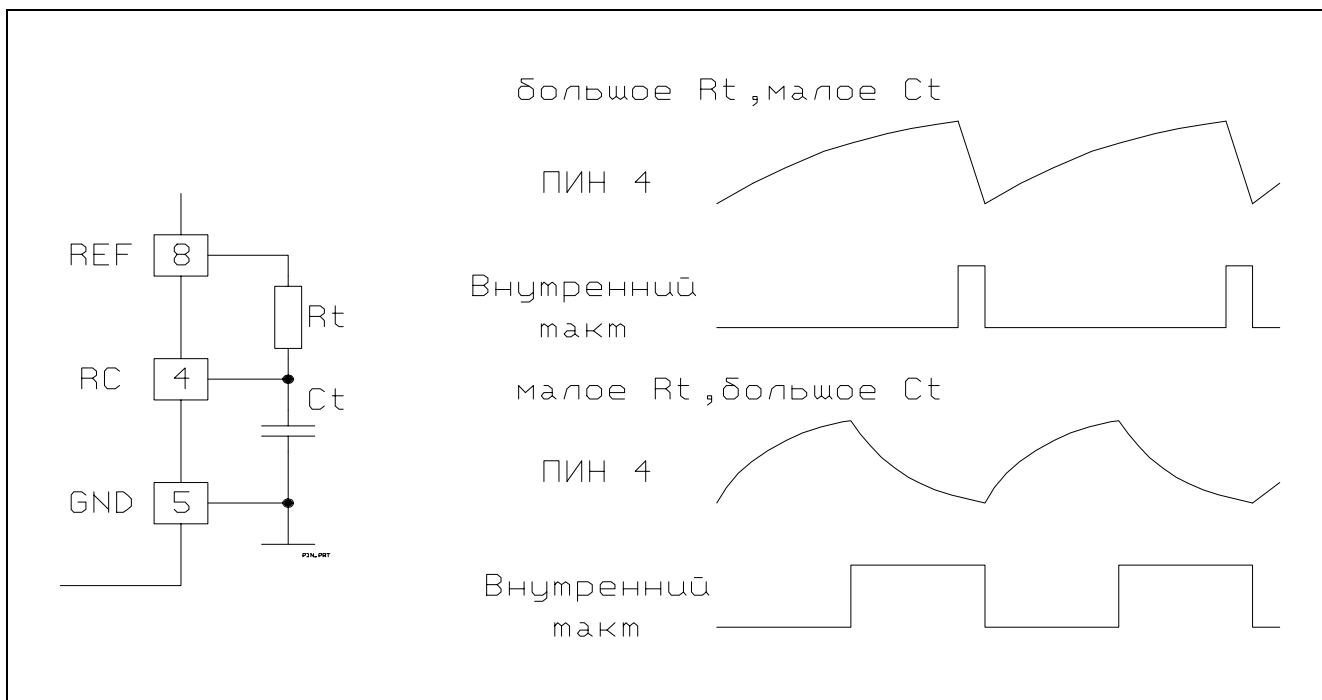 большое Rt,малое Ct
ПИН 4
REF 8
Rt
Внутренний
такт
RC 4
Ct
малое Rt,большое Ct
ПИН 4
GND 5
PIN_PRT
Внутренний
такт